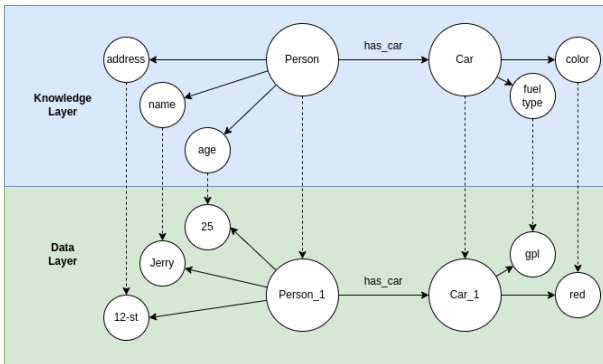 has_car
address
Person
Car
color
Knowledge
Layer
name
fuel
type
age
25
Data
Layer
Jerry
gpl
has_car
Person_1
Car_1
red
12-st